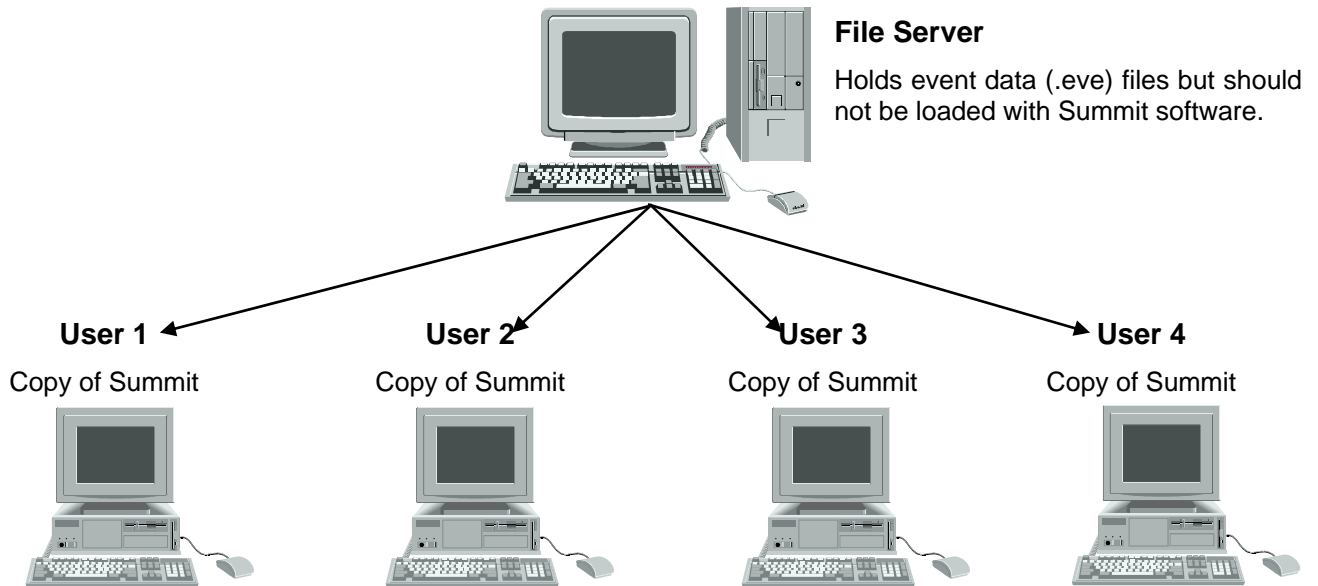 File Server
Holds event data (.eve) files but should
not be loaded with Summit software.
User 1
User 2
User 3
User 4
Copy of Summit
Copy of Summit
Copy of Summit
Copy of Summit